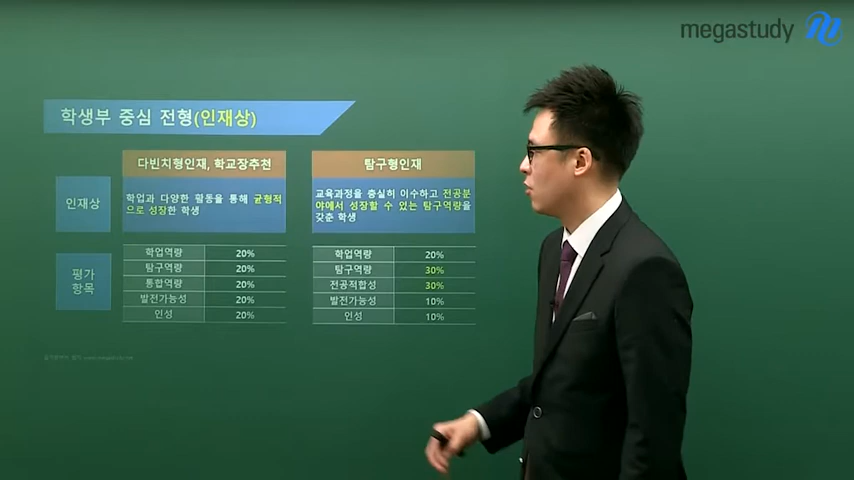 megastudy
학생부 중심 전형(인재상)
다빈치형인재, 학교장추천
탐구형인재
인재상
학업과 다양한 활동을 통해 균형적
으로 성장한 학생
교육과정을 충실히 이수하고 전공분
야에서 성장할 수 있는 탐구역량을
갖춘 학생
평가
항목
학업역량 20%
탐구역량 20%
통합역량 20%
발전가능성 20%
인성 20%
학업역량 20%
탐구역량 30%
전공적합성 30%
발전가능성 10%
인성 10%